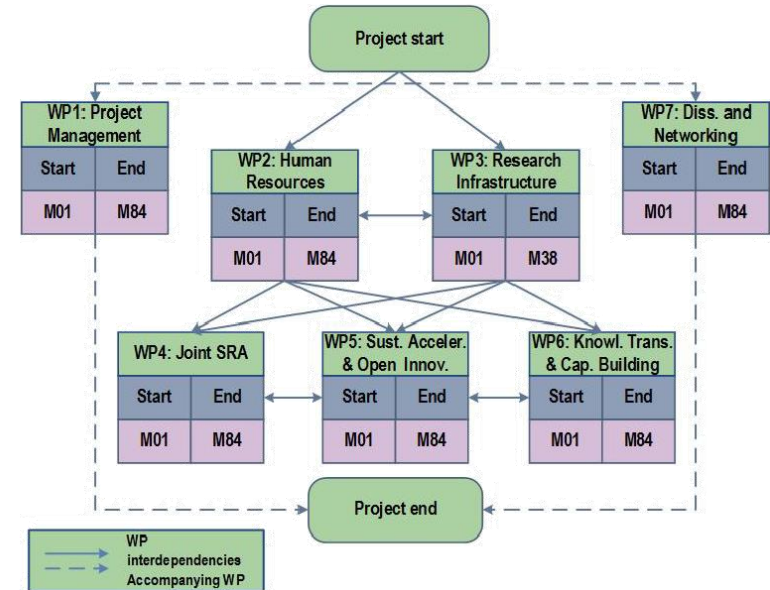 Project start
WP1: Project
Management
Start End
M01 M84
WP7: Diss. and
Networking
Start End
M01 M84
WP2: Human
Resources
Start End
M01 M84
WP3: Research
Infrastructure
Start End
M01 M38
WP4: Joint SRA
Start End
M01 M84
WP5: Sust. Acceler.
& Open Innov.
Start End
M01 M84
WP6: Knowl. Trans.
& Cap. Building
Start End
M01 M84
Project end
WP
interdependencies
Accompanying WP